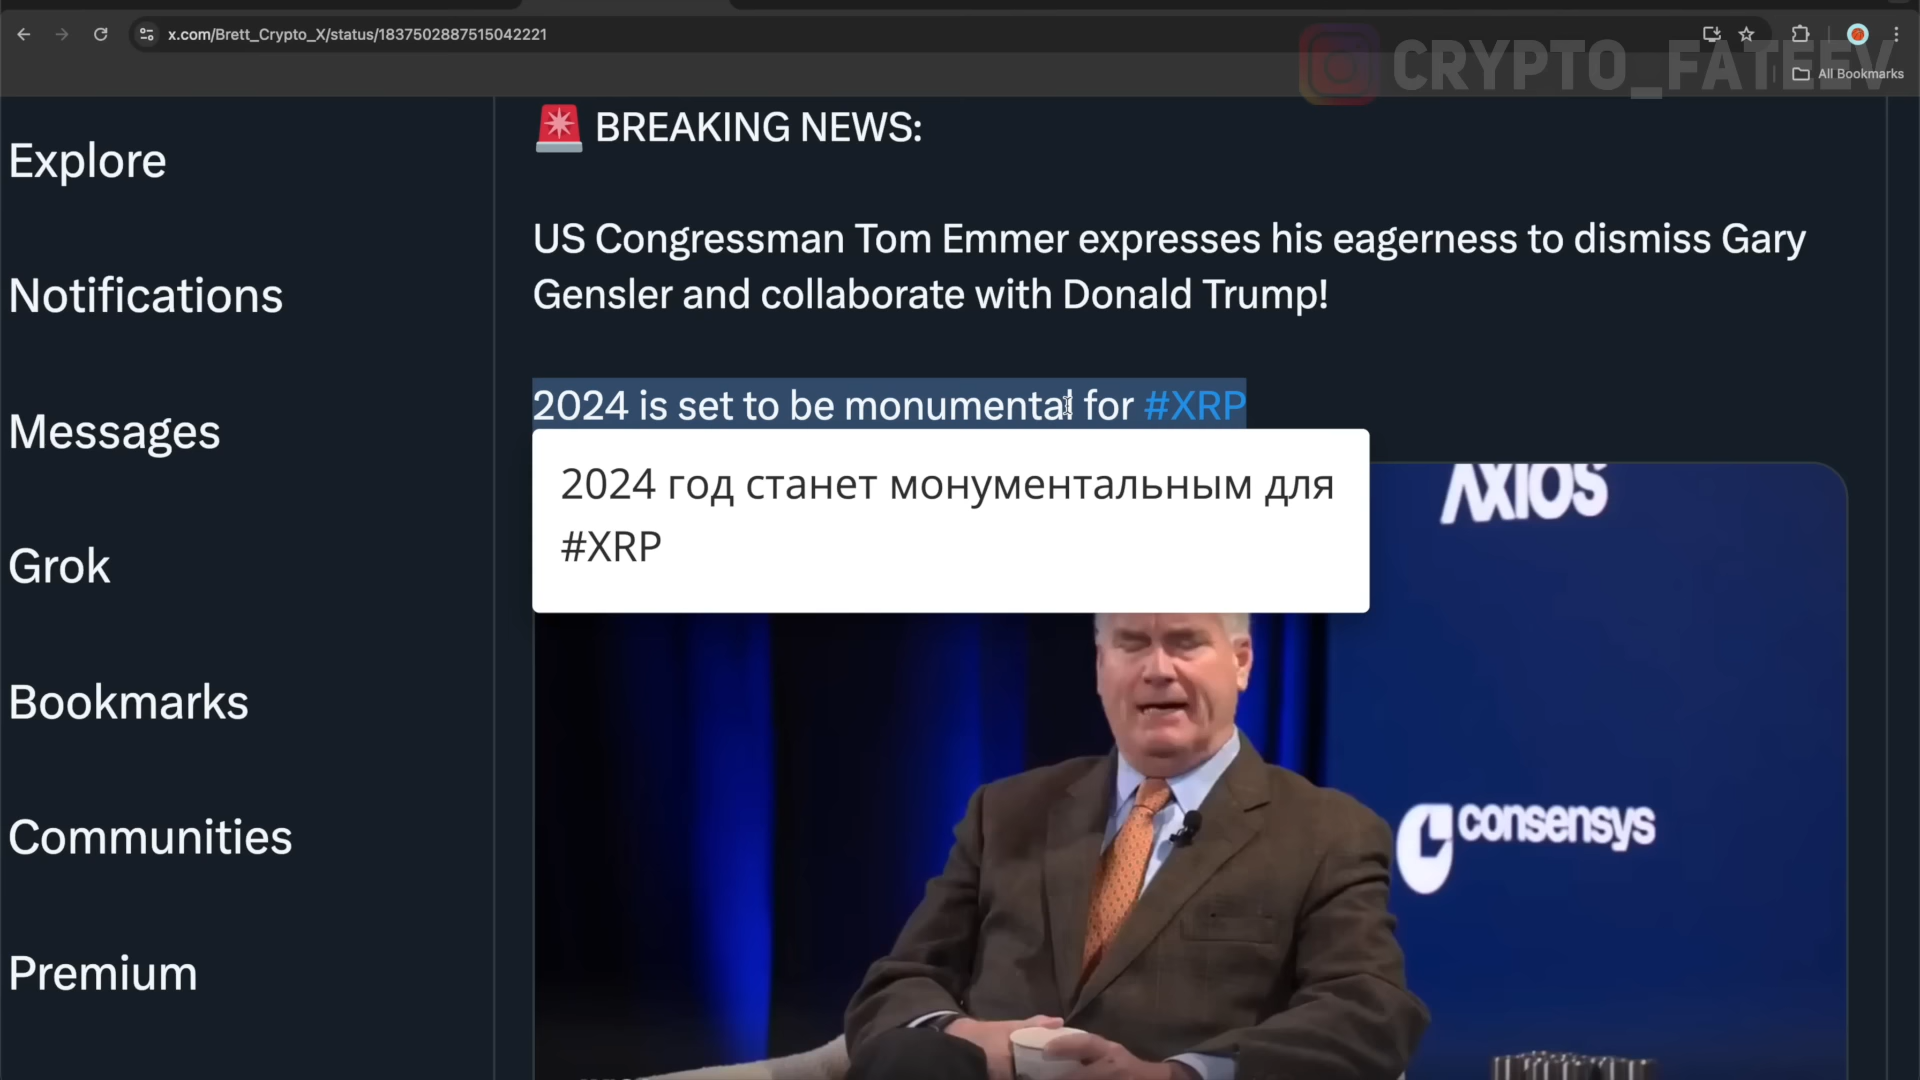 x.com/Brett_Crypto_X/status/1837502887515042221
CRYPTO_FATEEV
All Bookmarks
🚨 BREAKING NEWS:
Explore
US Congressman Tom Emmer expresses his eagerness to dismiss Gary
Gensler and collaborate with Donald Trump!
Notifications
2024 is set to be monumental for #XRP
Messages
2024 год станет монументальным для
#XRP
AXIOS
Grok
Bookmarks
consensys
Communities
Premium